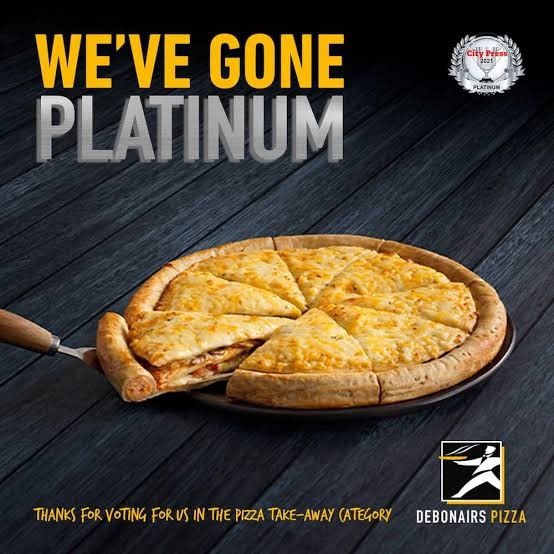 WE'VE GONE
PLATINUM
City Press
2021
PLATINUM
THANKS FOR VOTING FOR US IN THE PIZZA TAKE-AWAY CATEGORY
DEBONAIRS PIZZA